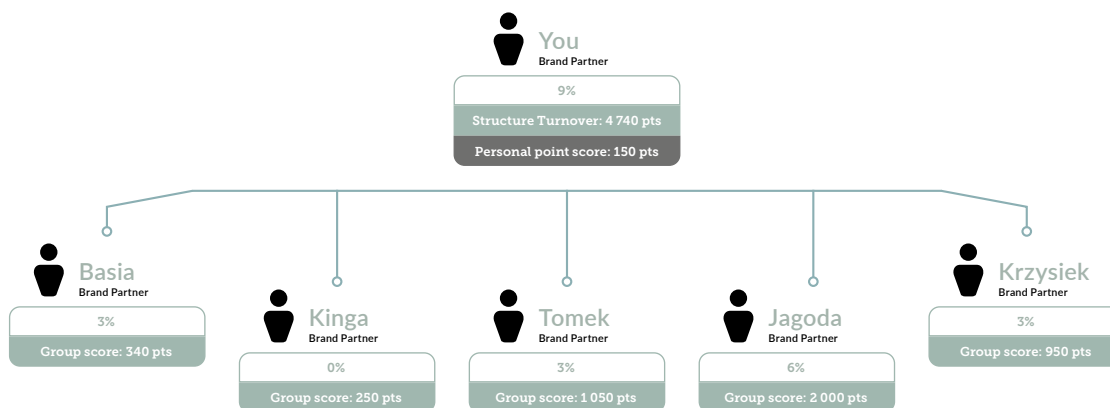 You
Brand Partner
9%
Structure Turnover: 4 740 pts
Personal point score: 150 pts
Basia
Brand Partner
3%
Group score: 340 pts
Kinga
Brand Partner
0%
Group score: 250 pts
Tomek
Brand Partner
3%
Group score: 1 050 pts
Jagoda
Brand Partner
6%
Group score: 2 000 pts
Krzysiek
Brand Partner
3%
Group score: 950 pts